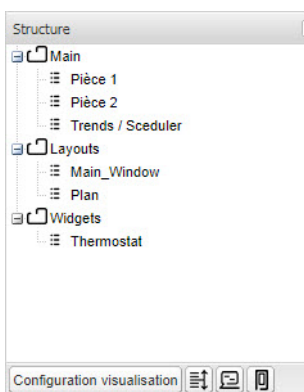 Structure
Main
Pièce 1
Pièce 2
Trends / Sceduler
Layouts
Main_Window
Plan
Widgets
Thermostat
Configuration visualisation